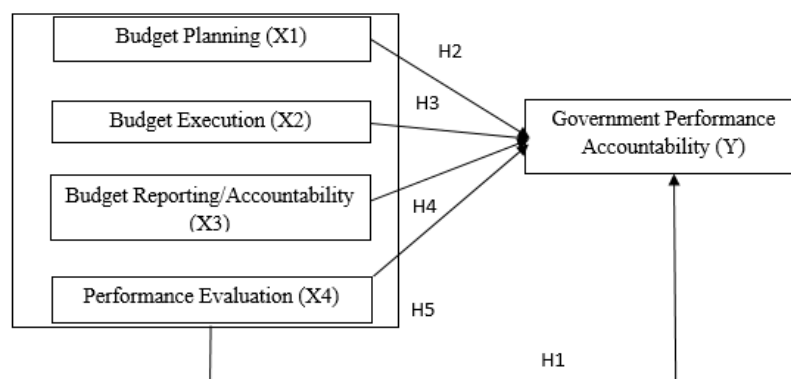 Budget Planning (X1)
H2
H3
Budget Execution (X2)
Government Performance
Accountability (Y)
Budget Reporting/Accountability
(X3)
H4
Performance Evaluation (X4)
H5
H1